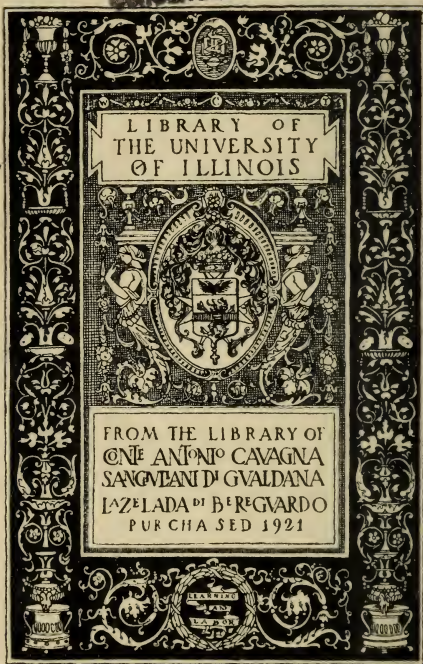 W C T
LIBRARY OF
THE UNIVERSITY
OF ILLINOIS
FROM THE LIBRARY OF
CONTE ANTONIO CAVAGNA
SANGIULIANI DI GUALDANA
LAZELADA DI BEREGUARDO
PURCHASED 1921
LEARNING
AND
LABOR